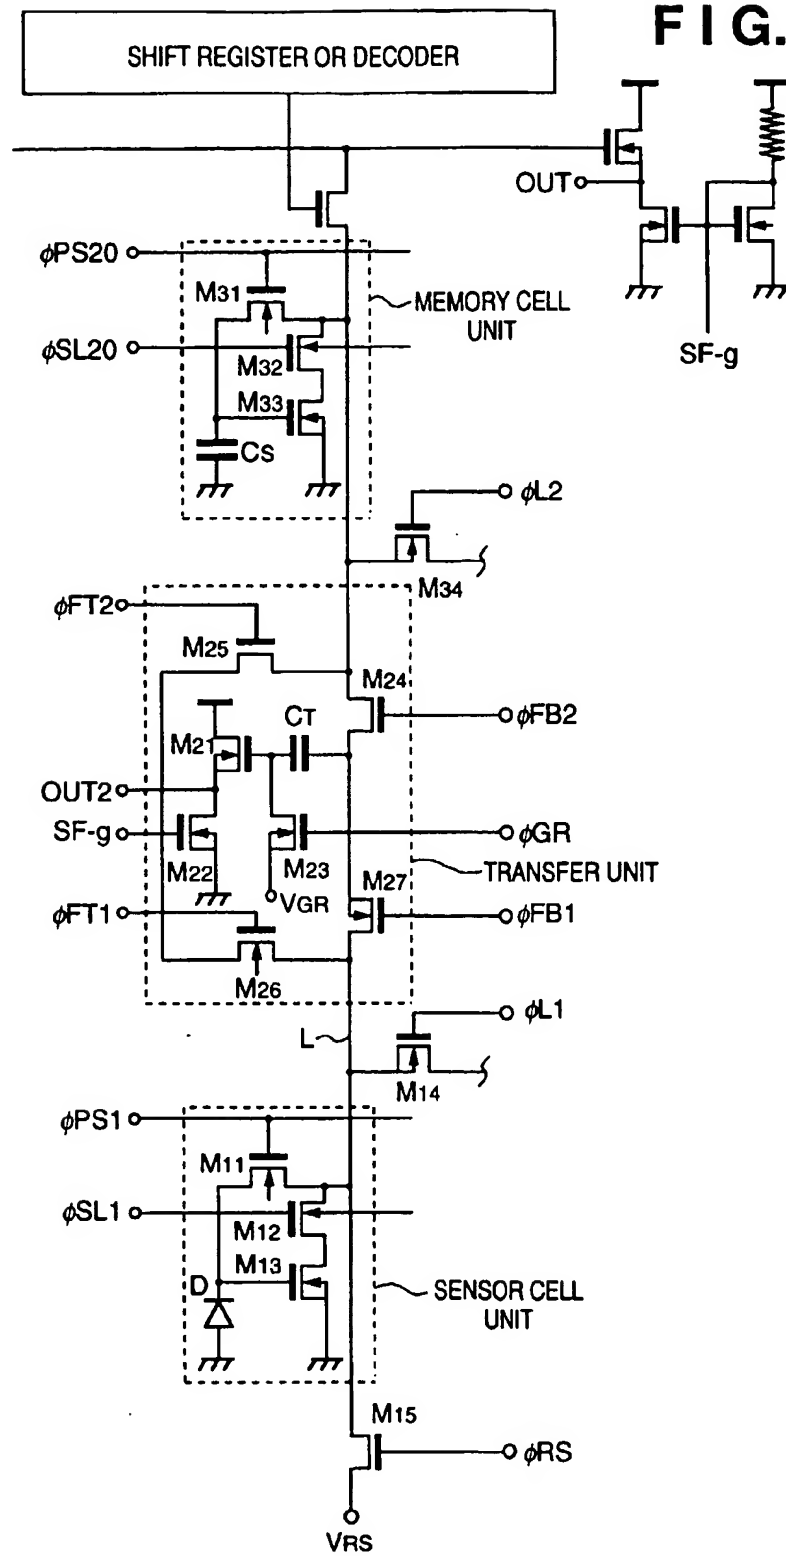 FIG.
SHIFT REGISTER OR DECODER
OUT
ϕPS20
M31
MEMORY CELL
UNIT
ϕSL20
M32
SF-g
M33
CS
ϕL2
M34
ϕFT2
M25
M24
CT
ϕFB2
M21
OUT2
SF-g
ϕGR
M22
M23
TRANSFER UNIT
M27
VGR
ϕFT1
ϕFB1
M26
ϕL1
L
M14
ϕPS1
M11
ϕSL1
M12
M13
D
SENSOR CELL
UNIT
M15
ϕRS
VRS